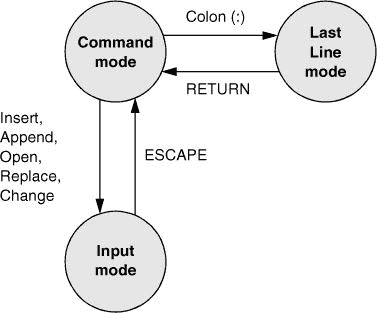 Colon (:)
Command
mode
Last
Line
mode
RETURN
Insert,
Append,
Open,
Replace,
Change
ESCAPE
Input
mode